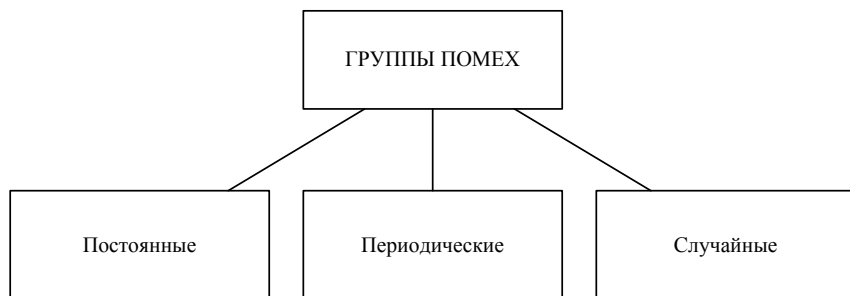 ГРУППЫ ПОМЕХ
Постоянные
Периодические
Случайные